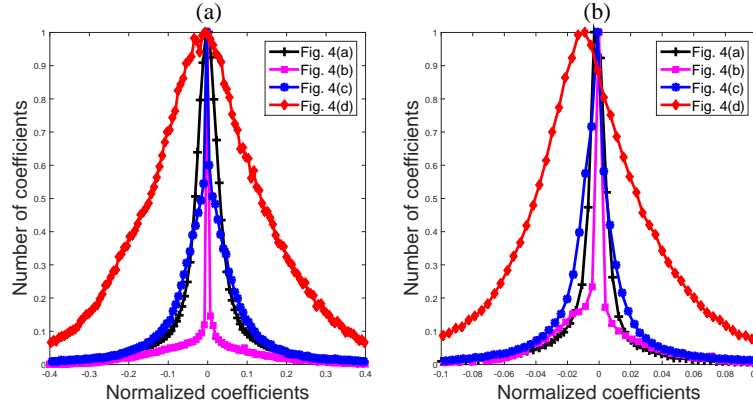 (a)
Number of coefficients
1
0.9
0.8
0.7
0.6
0.5
0.4
0.3
0.2
0.1
0
-0.4 -0.3 -0.2 -0.1 0 0.1 0.2 0.3 0.4
Normalized coefficients
Fig. 4(a)
Fig. 4(b)
Fig. 4(c)
Fig. 4(d)
(b)
Number of coefficients
1
0.9
0.8
0.7
0.6
0.5
0.4
0.3
0.2
0.1
0
-0.1 -0.08 -0.06 -0.04 -0.02 0 0.02 0.04 0.06 0.08
Normalized coefficients
Fig. 4(a)
Fig. 4(b)
Fig. 4(c)
Fig. 4(d)